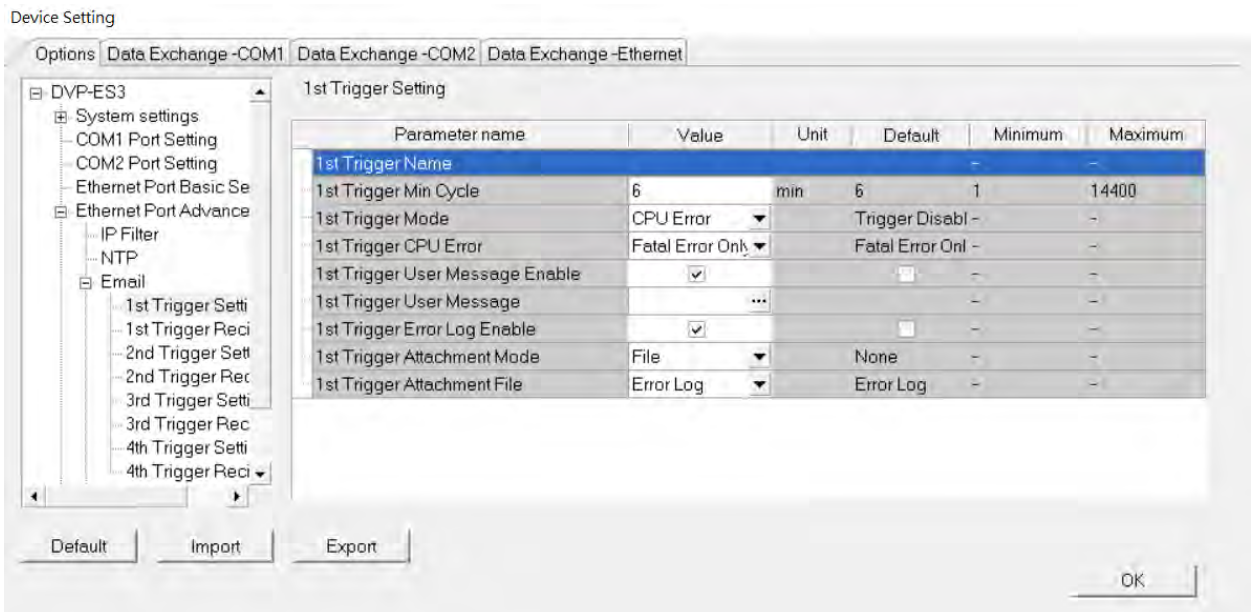 Device Setting
Options Data Exchange -COM1 Data Exchange -COM2 Data Exchange -Ethernet
DVP-ES3
System settings
COM1 Port Setting
COM2 Port Setting
Ethernet Port Basic Se
Ethernet Port Advance
IP Filter
NTP
Email
1st Trigger Setti
1st Trigger Reci
2nd Trigger Sett
2nd Trigger Rec
3rd Trigger Setti
3rd Trigger Rec
4th Trigger Setti
4th Trigger Reci
1st Trigger Setting
Parameter name Value Unit Default Minimum Maximum
1st Trigger Name - -
1st Trigger Min Cycle 6 min 6 1 14400
1st Trigger Mode CPU Error Trigger Disabl - -
1st Trigger CPU Error Fatal Error Only Fatal Error Onl - -
1st Trigger User Message Enable - -
1st Trigger User Message ... - -
1st Trigger Error Log Enable - -
1st Trigger Attachment Mode File None - -
1st Trigger Attachment File Error Log Error Log - -
Default Import Export
OK